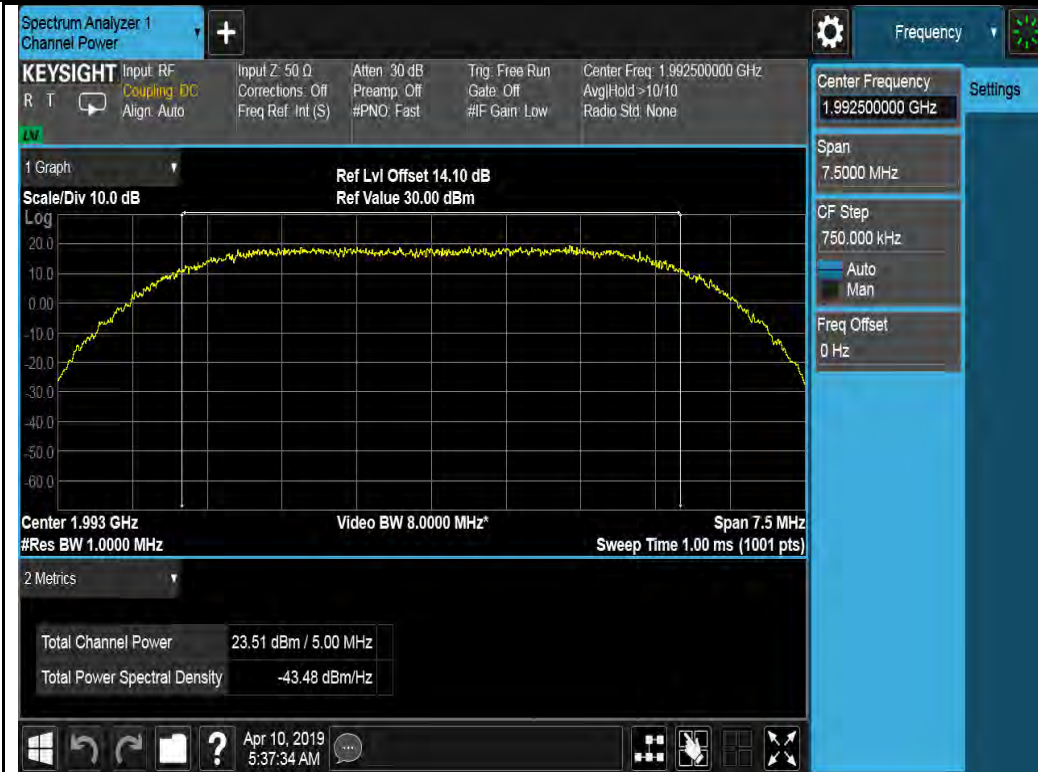 Spectrum Analyzer 1
Channel Power
+
Frequency
KEYSIGHT
R T
Input: RF
Coupling: DC
Align: Auto
Input Z: 50 Ω
Corrections: Off
Freq Ref: Int (S)
Atten: 30 dB
Preamp: Off
#PNO: Fast
Trig: Free Run
Gate: Off
#IF Gain: Low
Center Freq: 1.992500000 GHz
Avg|Hold >10/10
Radio Std: None
Center Frequency
1.992500000 GHz
Settings
Span
7.5000 MHz
CF Step
750.000 kHz
Auto
Man
Freq Offset
0 Hz
1 Graph
Scale/Div 10.0 dB
Ref Lvl Offset 14.10 dB
Ref Value 30.00 dBm
Log
20.0
10.0
0.00
-10.0
-20.0
-30.0
-40.0
-50.0
-60.0
Center 1.993 GHz
#Res BW 1.0000 MHz
Video BW 8.0000 MHz*
Span 7.5 MHz
Sweep Time 1.00 ms (1001 pts)
2 Metrics
Total Channel Power 23.51 dBm / 5.00 MHz
Total Power Spectral Density -43.48 dBm/Hz
?
Apr 10, 2019
5:37:34 AM